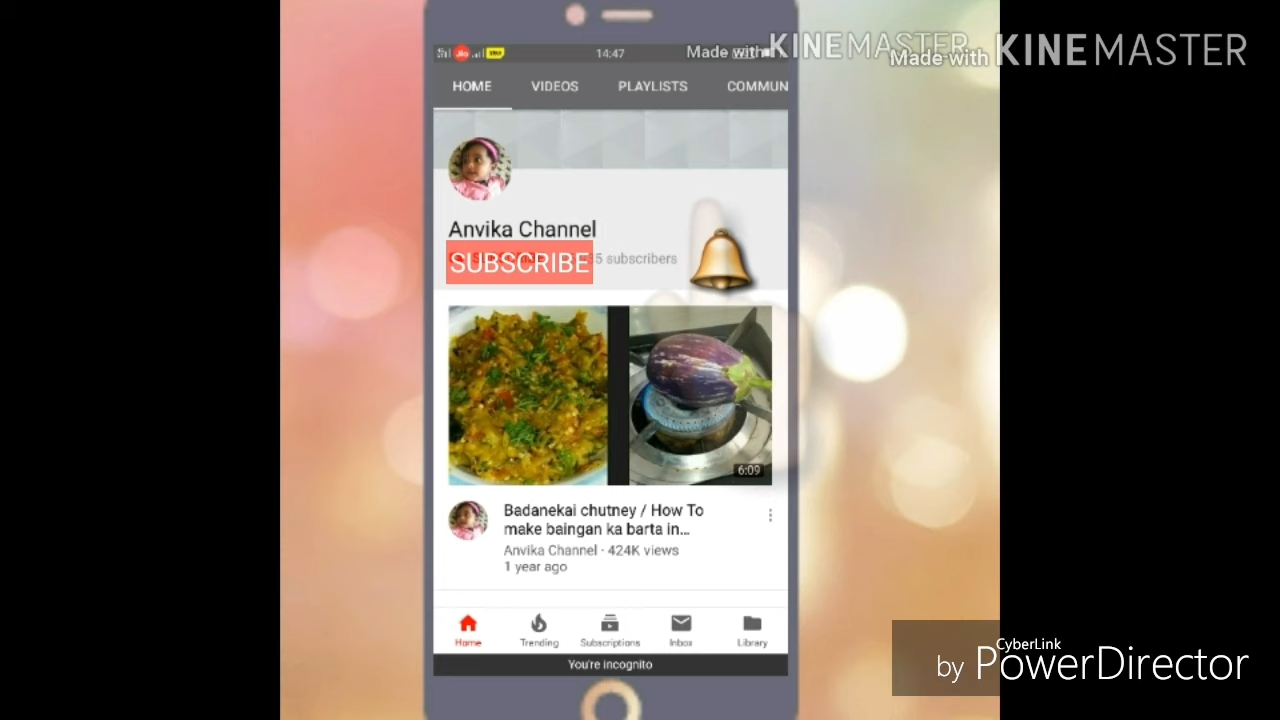 Jio
14:47
Made with KINEMASTER
Made with KINEMASTER
HOME VIDEOS PLAYLISTS COMMUN
Anvika Channel
SUBSCRIBE
35 subscribers
6:09
Badanekai chutney / How To
make baingan ka barta in...
Anvika Channel · 424K views
1 year ago
Home Trending Subscriptions Inbox Library
You're incognito
CyberLink
by PowerDirector